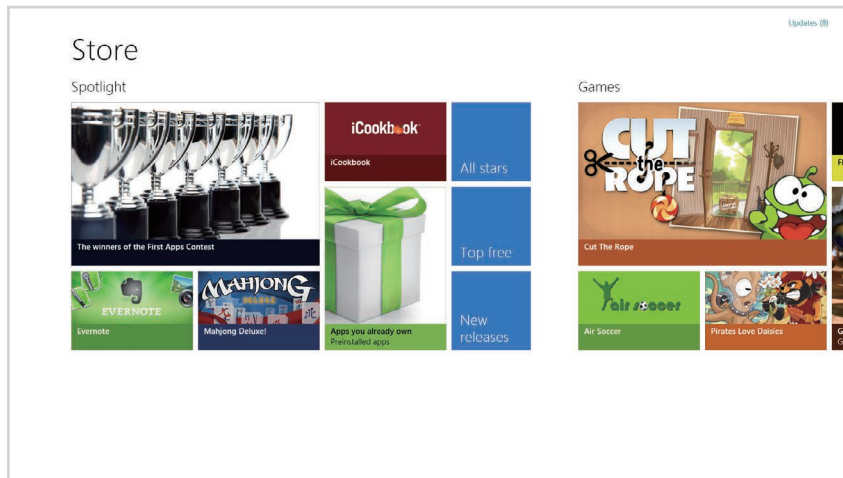 Updates (8)
Store
Spotlight
Games
iCookbook
iCookbook
All stars
CUT
the
ROPE
The winners of the First Apps Contest
Top free
Cut The Rope
EVERNOTE
Evernote
MAHJONG
DELUXE
Mahjong Deluxe!
Apps you already own
Preinstalled apps
New
releases
air soccer
Air Soccer
Pirates Love Daisies